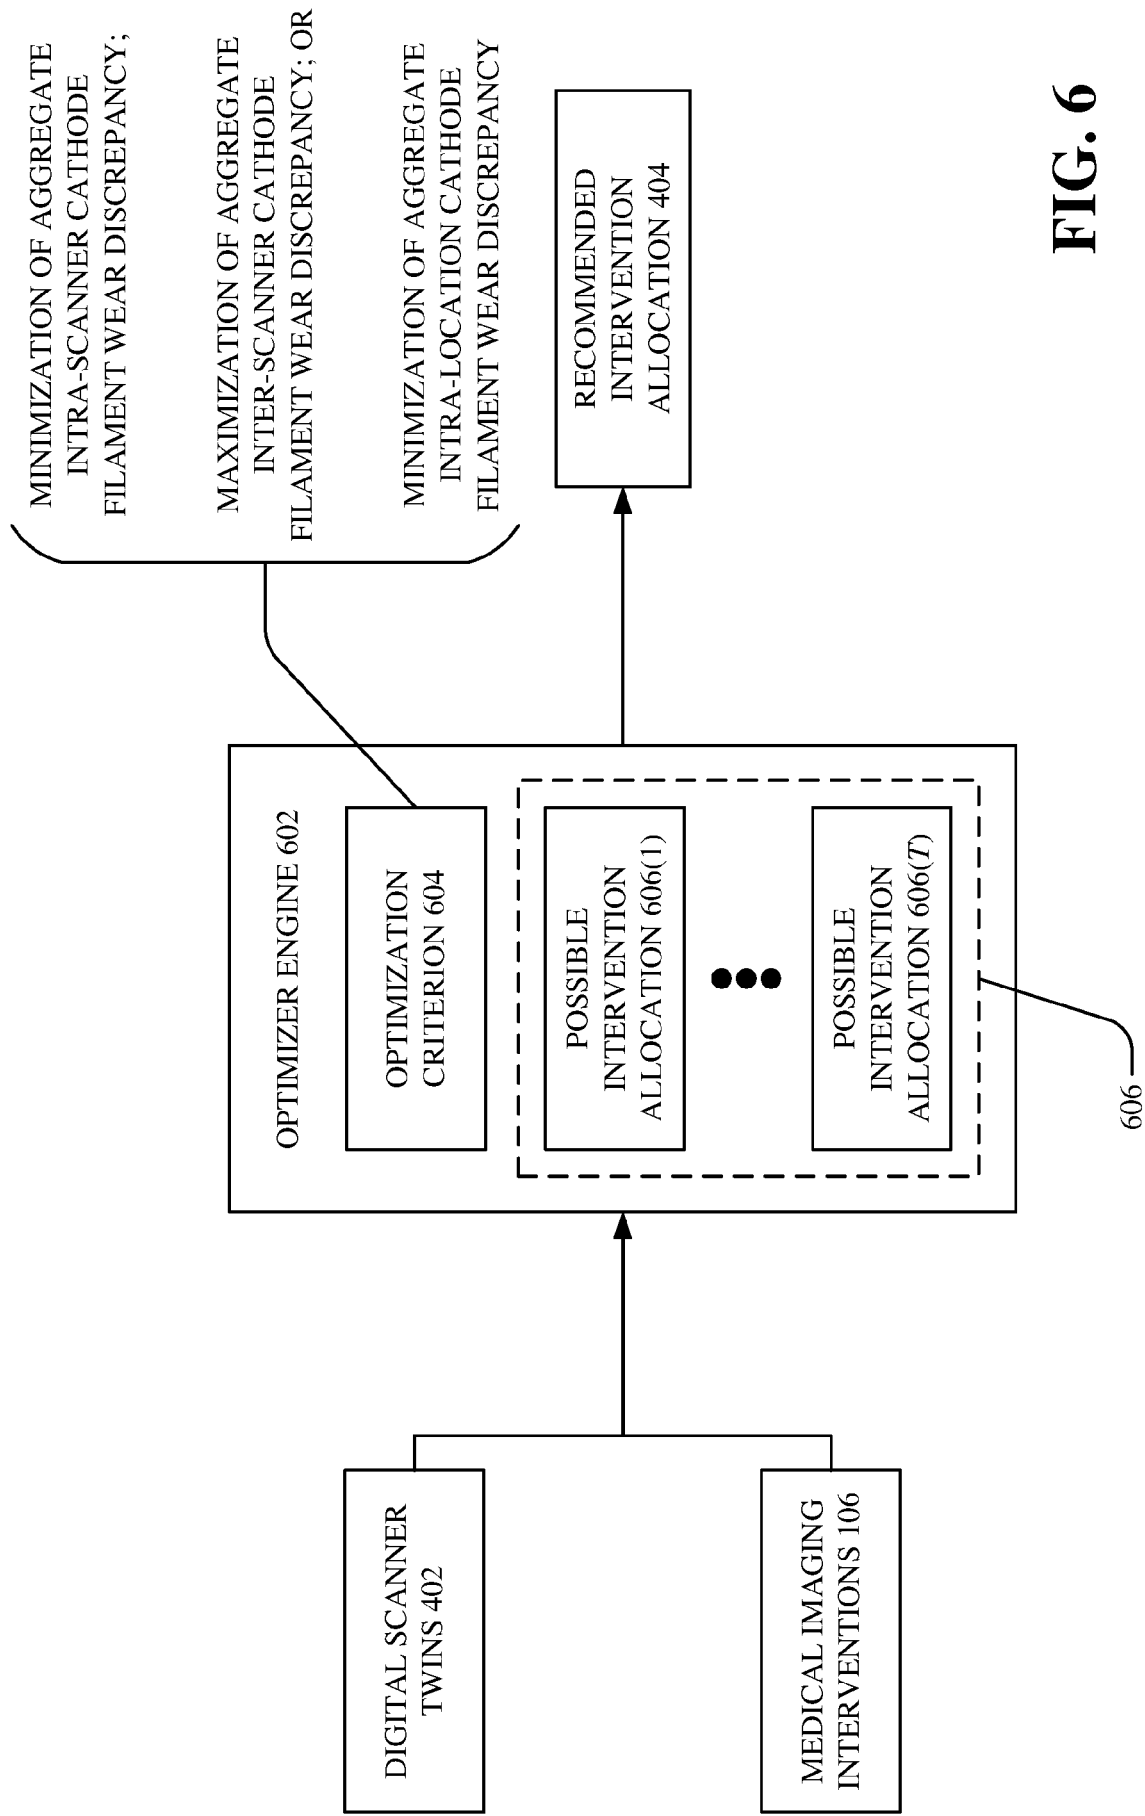 DIGITAL SCANNER
TWINS 402
MEDICAL IMAGING
INTERVENTIONS 106
OPTIMIZER ENGINE 602
OPTIMIZATION
CRITERION 604
POSSIBLE
INTERVENTION
ALLOCATION 606(1)
POSSIBLE
INTERVENTION
ALLOCATION 606(T)
606
MINIMIZATION OF AGGREGATE
INTRA-SCANNER CATHODE
FILAMENT WEAR DISCREPANCY;
MAXIMIZATION OF AGGREGATE
INTER-SCANNER CATHODE
FILAMENT WEAR DISCREPANCY; OR
MINIMIZATION OF AGGREGATE
INTRA-LOCATION CATHODE
FILAMENT WEAR DISCREPANCY
RECOMMENDED
INTERVENTION
ALLOCATION 404
FIG. 6